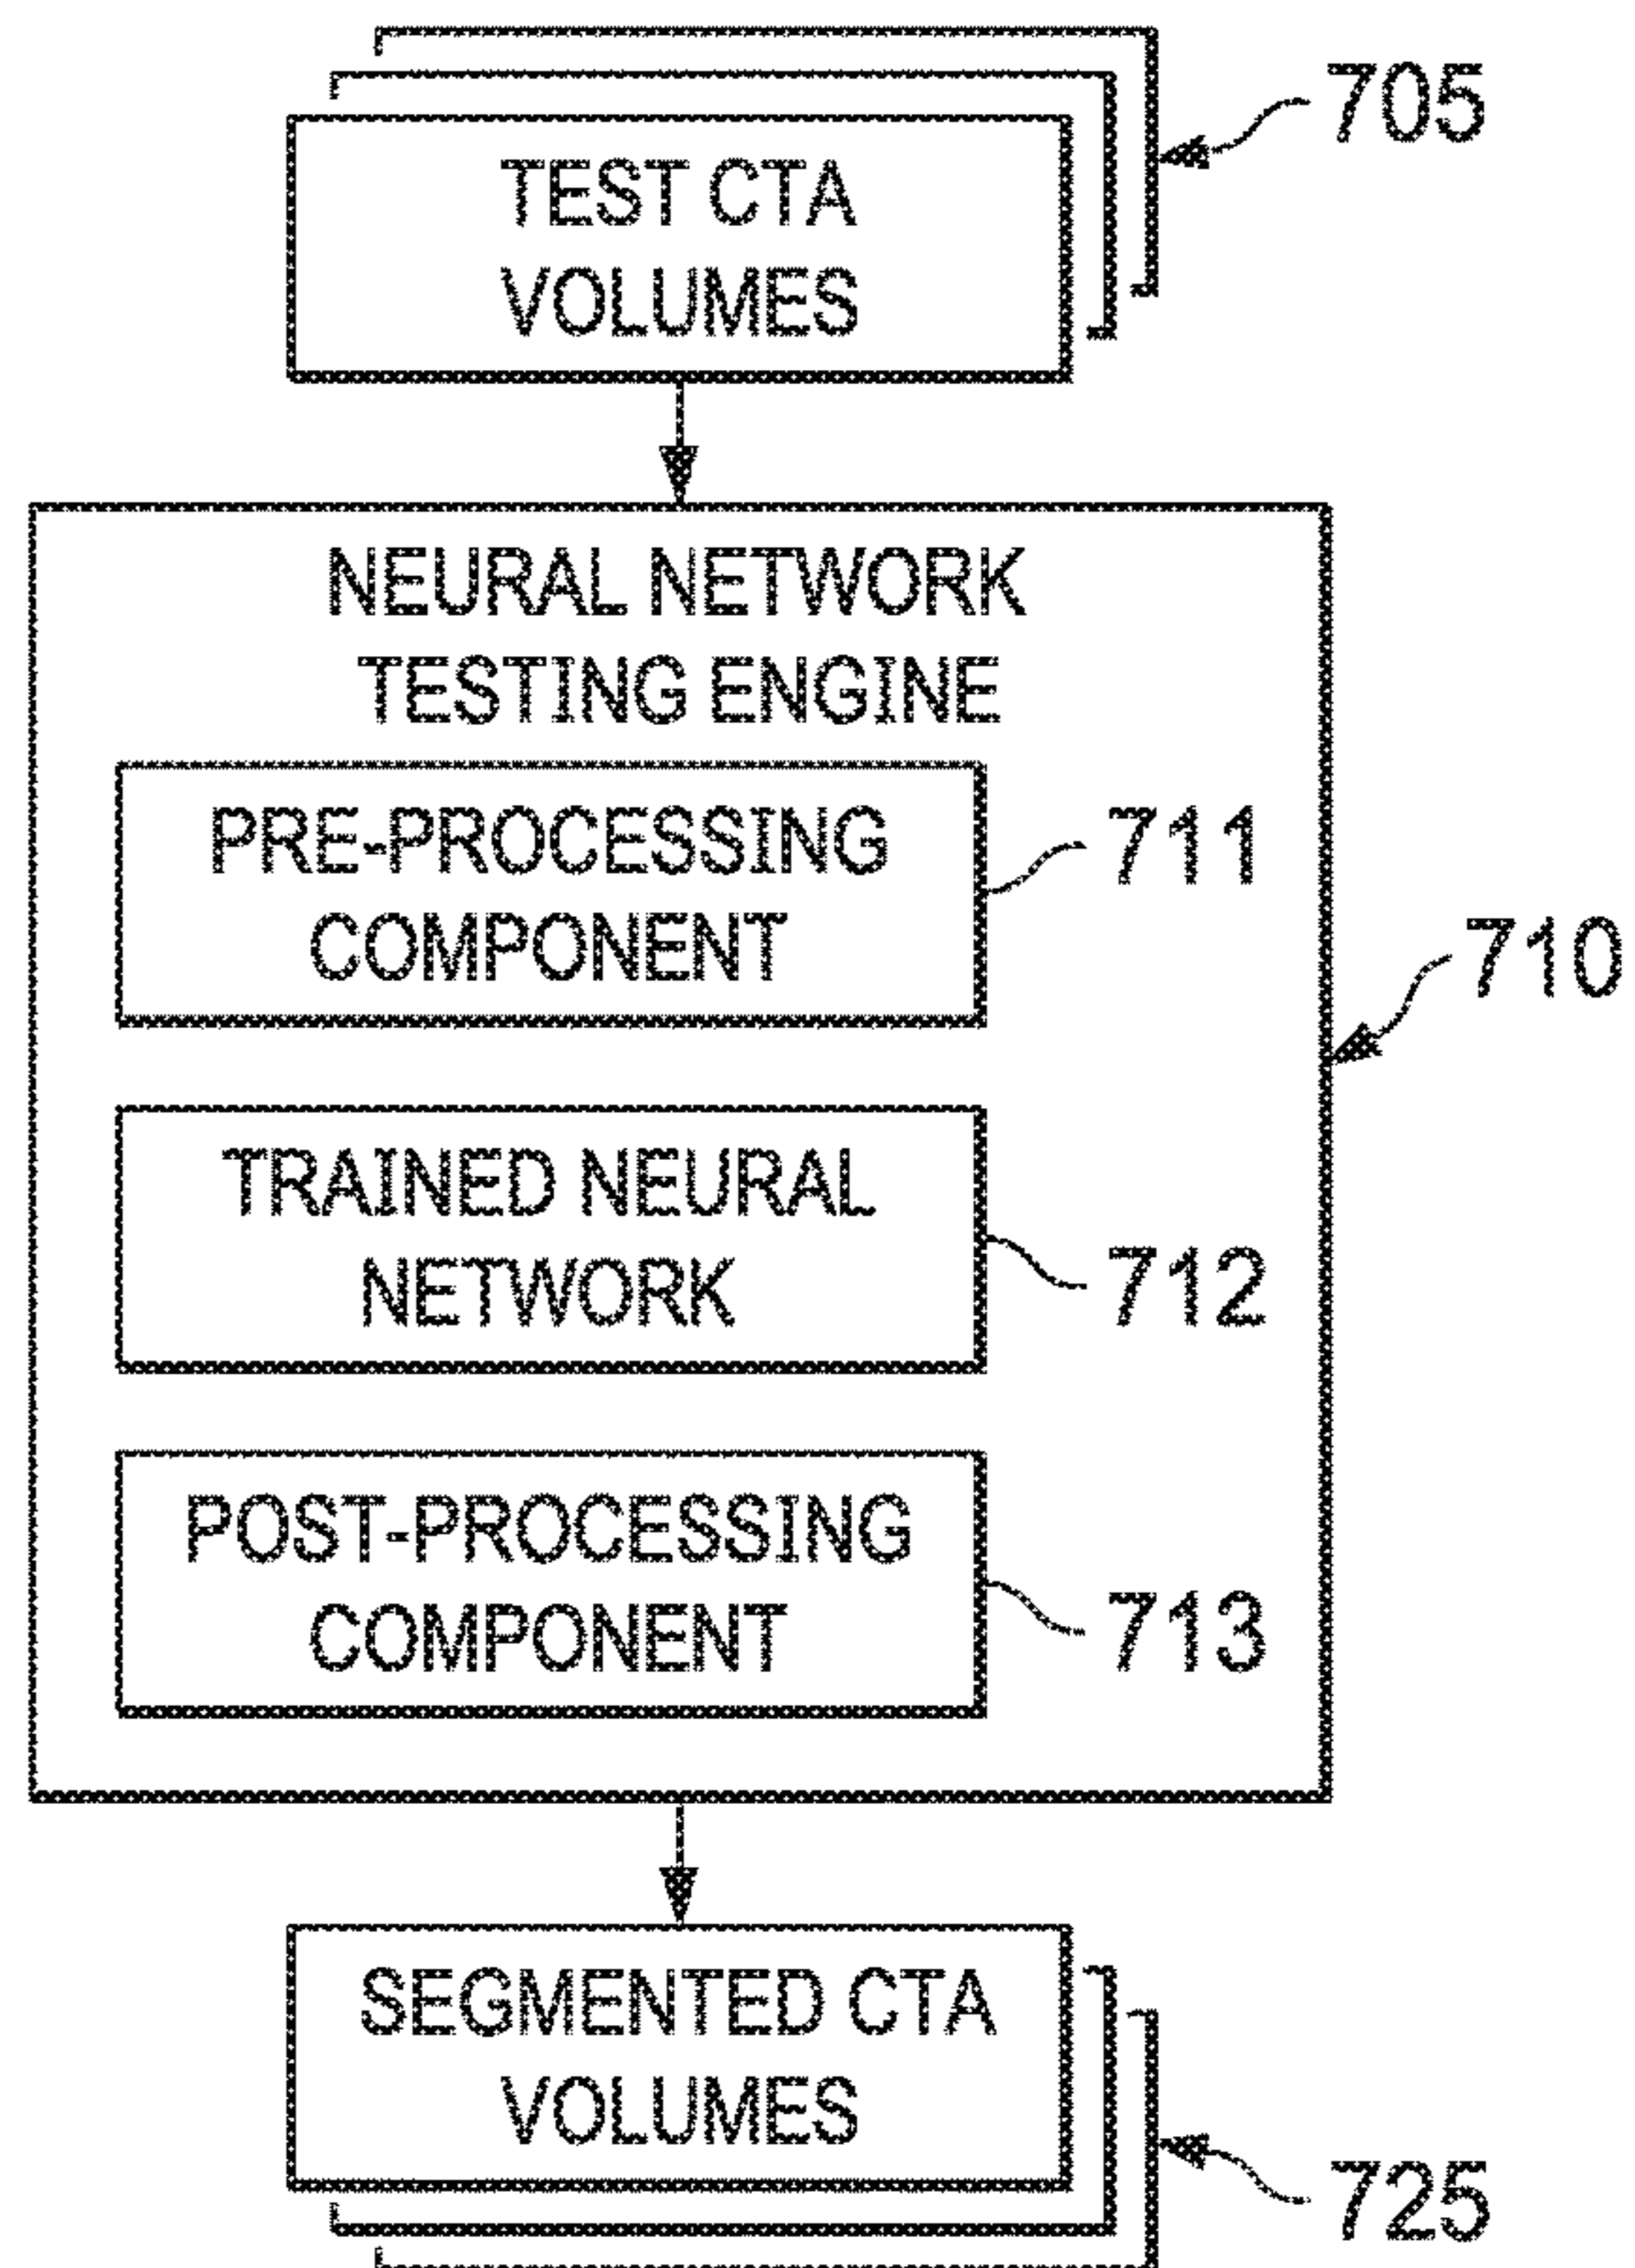 705
TEST CTA
VOLUMES
NEURAL NETWORK
TESTING ENGINE
PRE-PROCESSING
COMPONENT
711
710
TRAINED NEURAL
NETWORK
712
POST-PROCESSING
COMPONENT
713
SEGMENTED CTA
VOLUMES
725